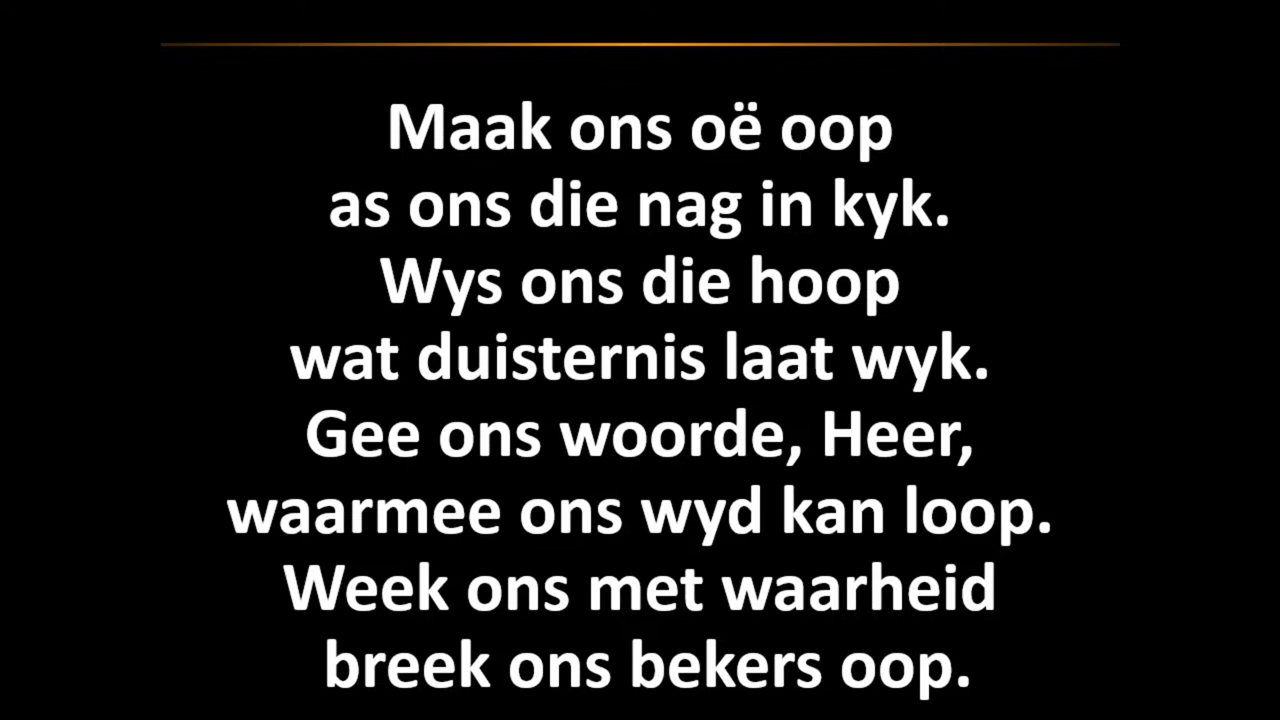 Maak ons oë oop
as ons die nag in kyk.
Wys ons die hoop
wat duisternis laat wyk.
Gee ons woorde, Heer,
waarmee ons wyd kan loop.
Week ons met waarheid
breek ons bekers oop.